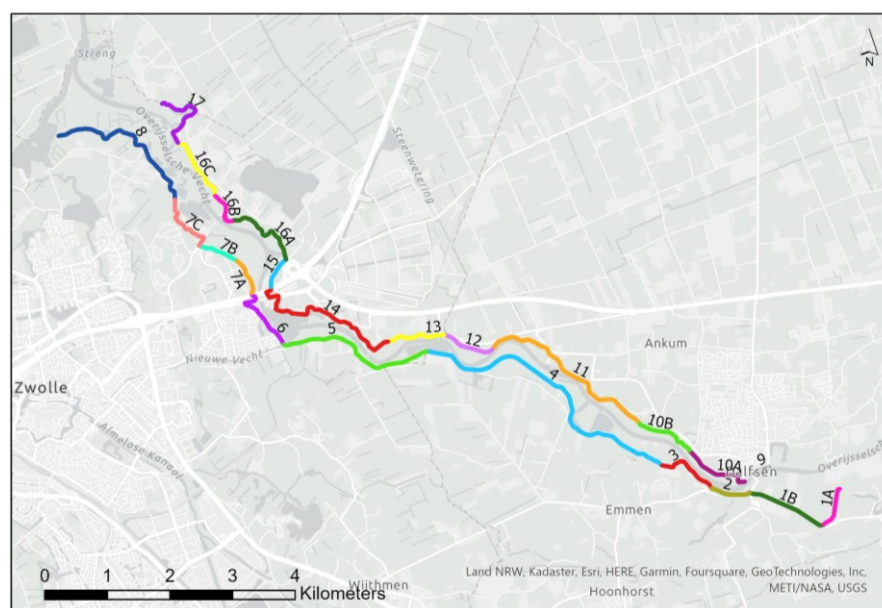 Streng
N
17
Overijsselsche Vecht
8
16C
Steenwetering
16B
16A
7C
7B
15
7A
14
13
5
12
6
Ankum
Nieuwe Vecht
4
11
Zwolle
10B
9
3
10A
Overijssels
Almelose Kanaal
2
1B
1A
Emmen
0 1 2 3 4
Kilometers
Wijthmen
Land NRW, Kadaster, Esri, HERE, Garmin, Foursquare, GeoTechnologies, Inc,
METI/NASA, USGS
Hoonhorst